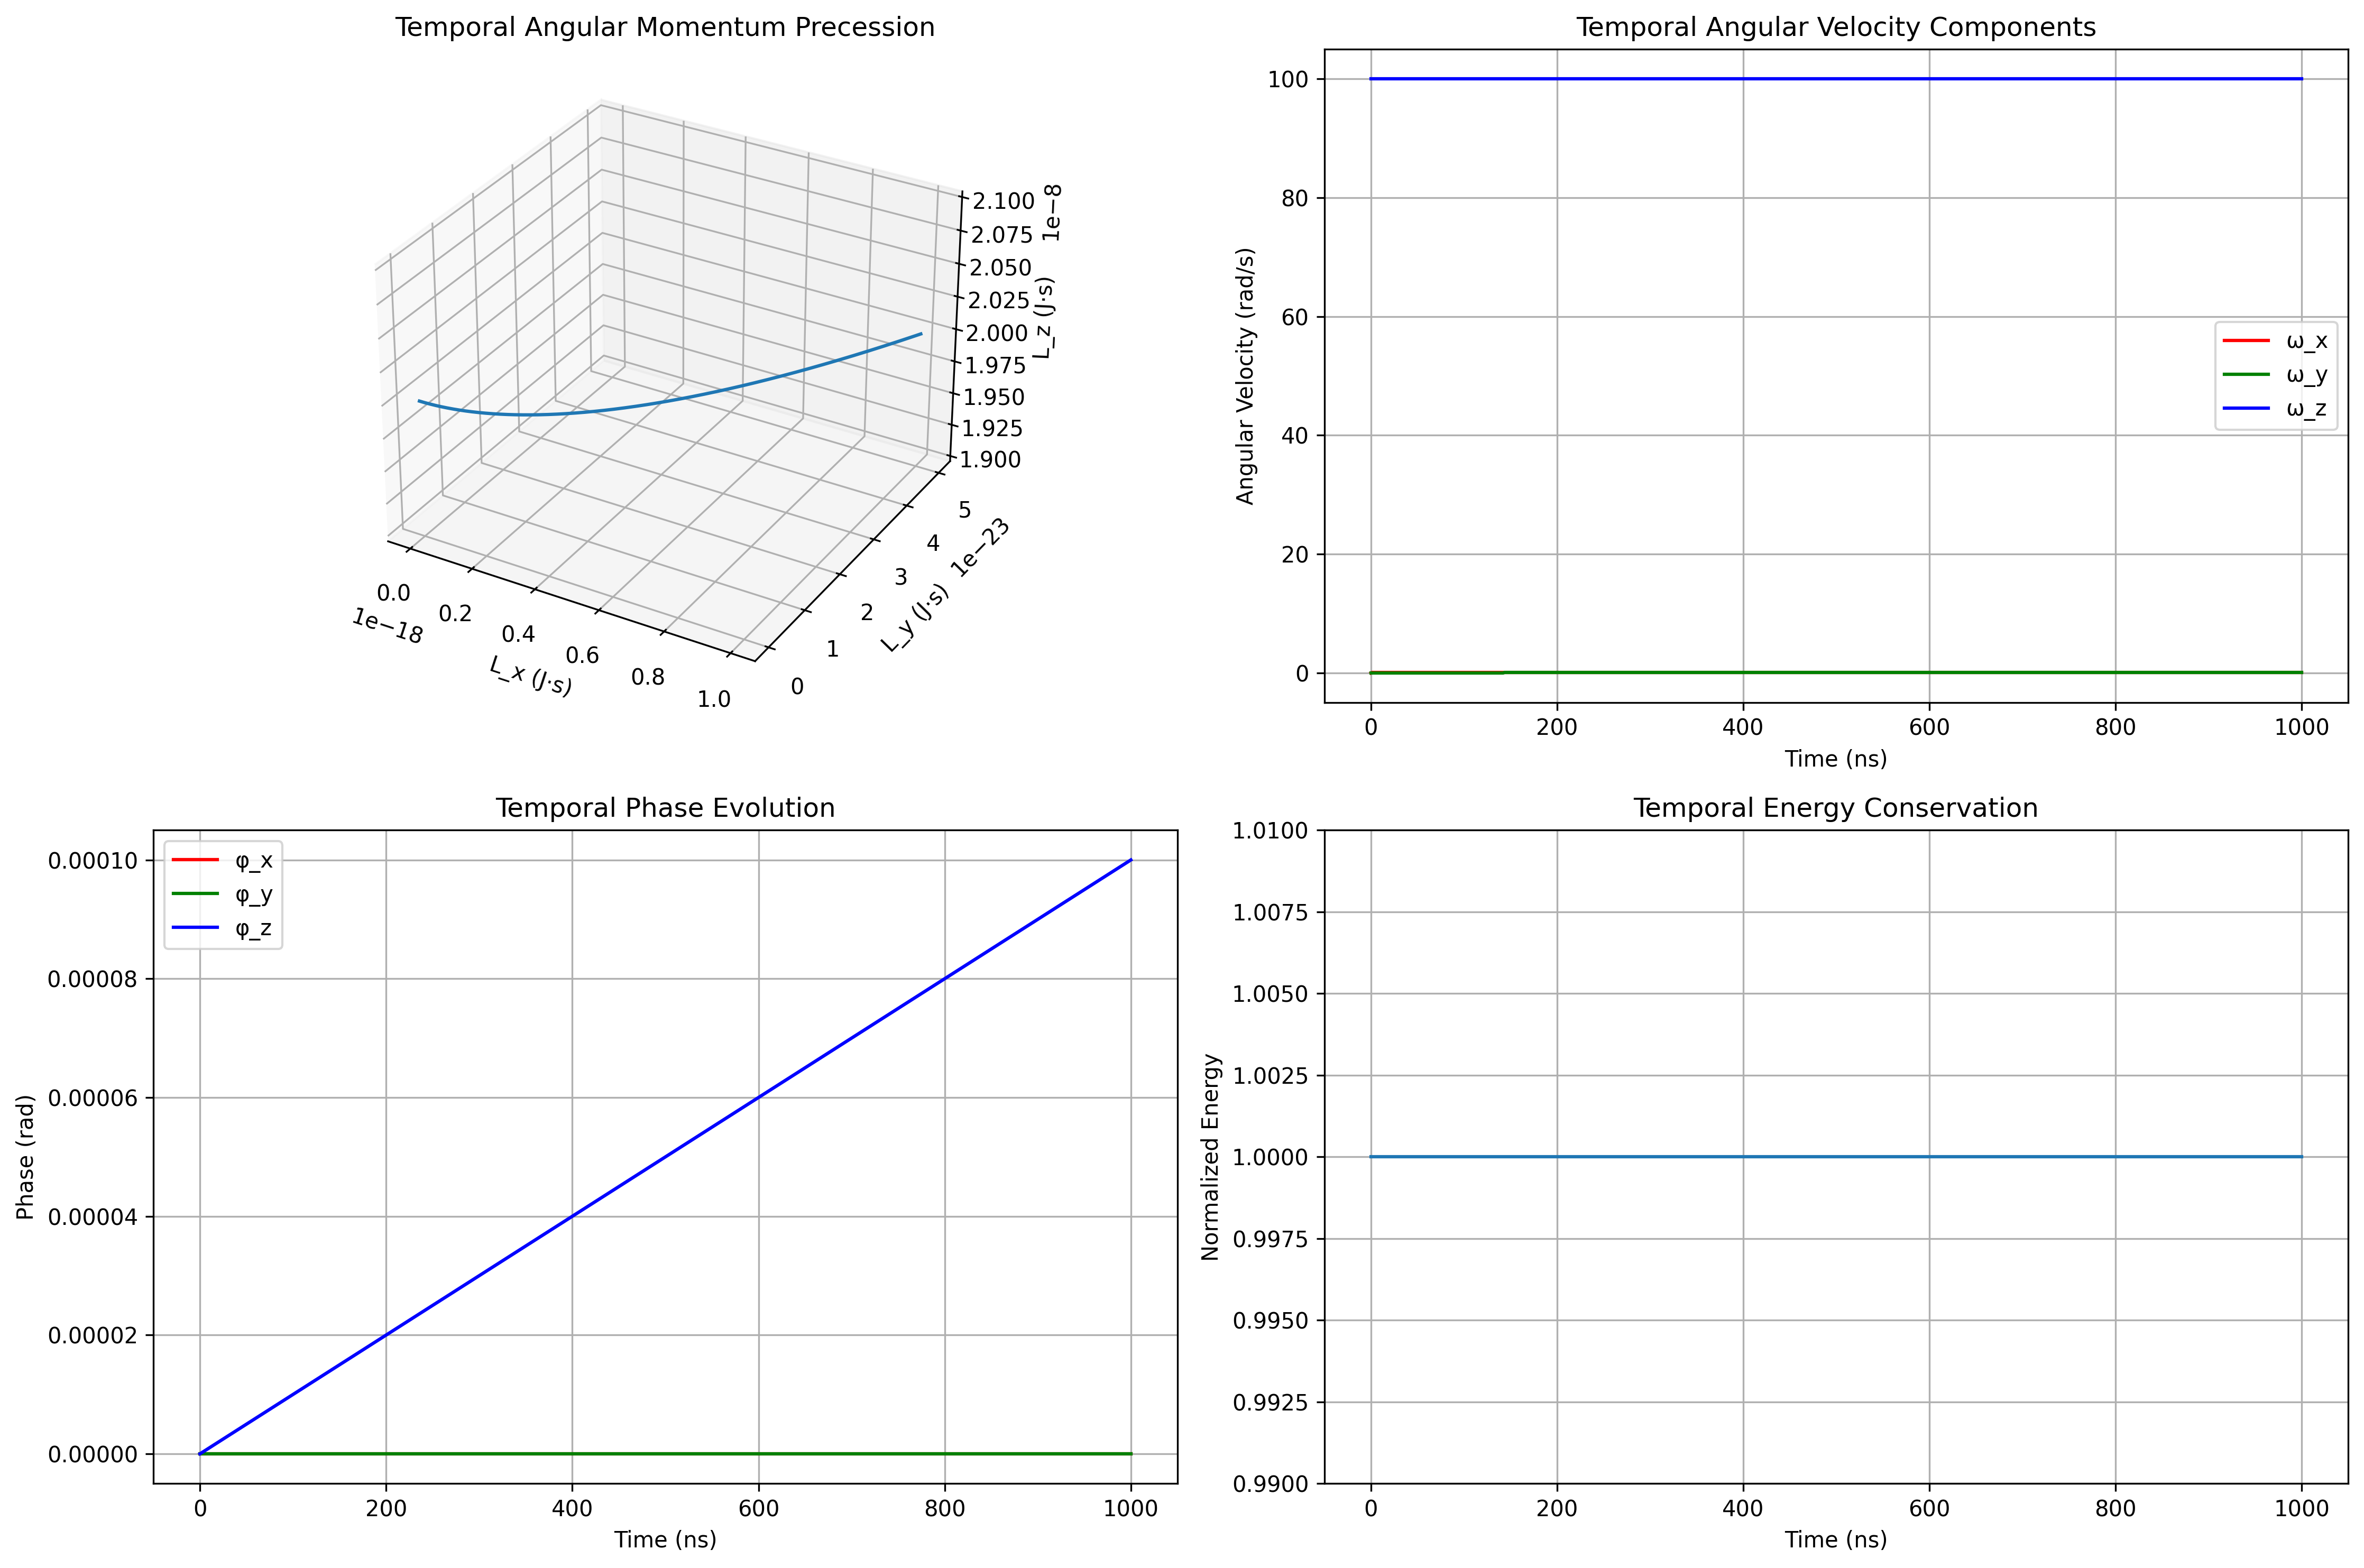 Temporal Angular Momentum Precession
2.100
2.075
2.050
2.025
2.000
1.975
1.950
1.925
1.900
1e−8
L_z (J·s)
0.0
0.2
0.4
0.6
0.8
1.0
1e−18
L_x (J·s)
0
1
2
3
4
5
1e−23
L_y (J·s)
Temporal Angular Velocity Components
Angular Velocity (rad/s)
100
80
60
40
20
0
ω_x
ω_y
ω_z
0 200 400 600 800 1000
Time (ns)
Temporal Phase Evolution
Phase (rad)
0.00010
0.00008
0.00006
0.00004
0.00002
0.00000
φ_x
φ_y
φ_z
0 200 400 600 800 1000
Time (ns)
Temporal Energy Conservation
Normalized Energy
1.0100
1.0075
1.0050
1.0025
1.0000
0.9975
0.9950
0.9925
0.9900
0 200 400 600 800 1000
Time (ns)